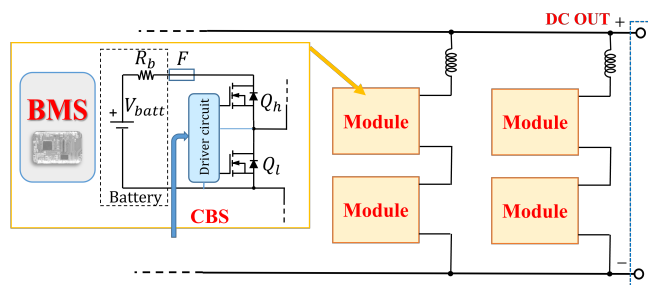 DC OUT +
R_b F
BMS
V_batt
+
Driver circuit
Q_h
Q_l
Battery
CBS
Module
Module
Module
Module
−